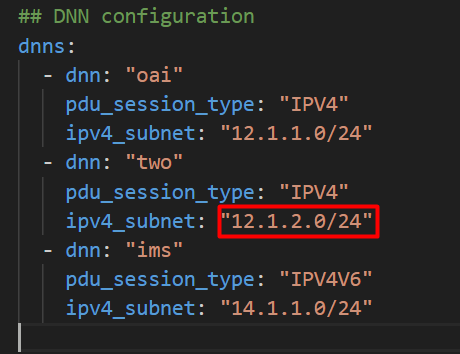 ## DNN configuration
dnns:
  - dnn: "oai"
    pdu_session_type: "IPV4"
    ipv4_subnet: "12.1.1.0/24"
  - dnn: "two"
    pdu_session_type: "IPV4"
    ipv4_subnet: "12.1.2.0/24"
  - dnn: "ims"
    pdu_session_type: "IPV4V6"
    ipv4_subnet: "14.1.1.0/24"